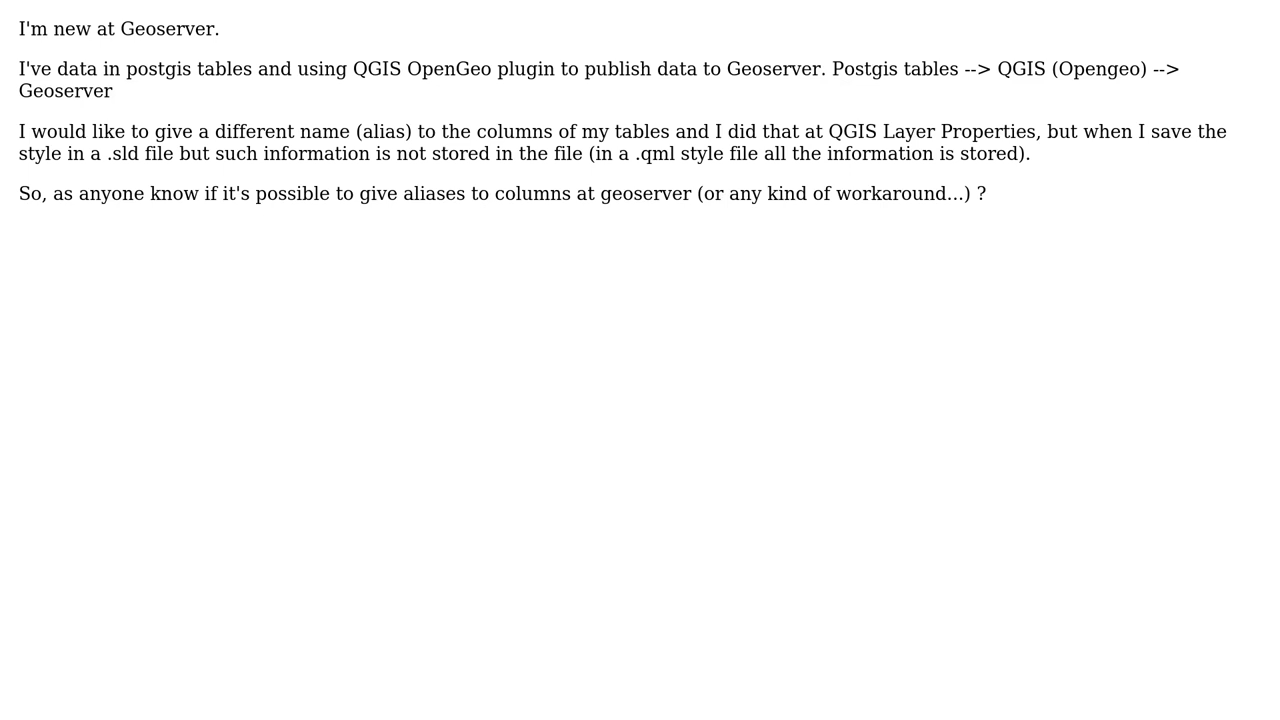 I'm new at Geoserver.
I've data in postgis tables and using QGIS OpenGeo plugin to publish data to Geoserver. Postgis tables --> QGIS (Opengeo) -->
Geoserver
I would like to give a different name (alias) to the columns of my tables and I did that at QGIS Layer Properties, but when I save the
style in a .sld file but such information is not stored in the file (in a .qml style file all the information is stored).
So, as anyone know if it's possible to give aliases to columns at geoserver (or any kind of workaround...) ?